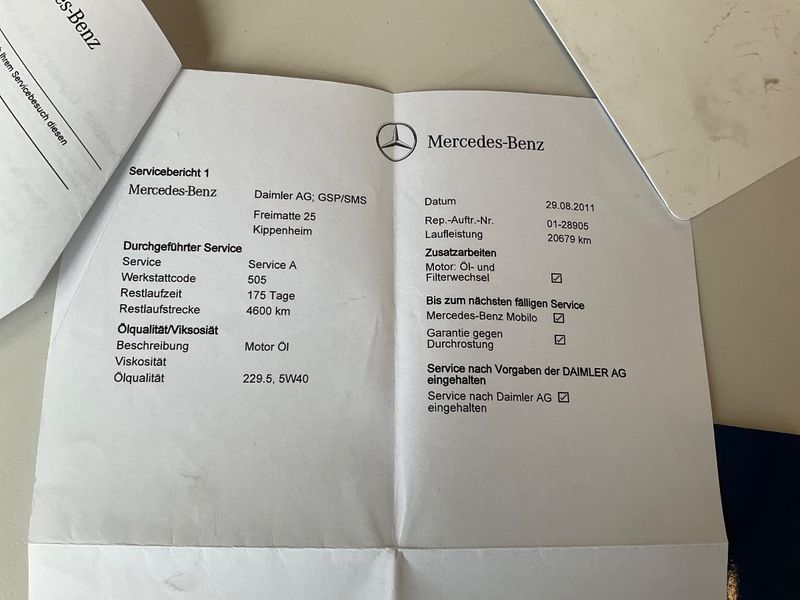 es-Benz
h Ihrem Servicebesuch diesen
Mercedes-Benz
Servicebericht 1
Mercedes-Benz
Daimler AG; GSP/SMS
Freimatte 25
Kippenheim
Durchgeführter Service
Service Service A
Werkstattcode 505
Restlaufzeit 175 Tage
Restlaufstrecke 4600 km
Ölqualität/Viksosiät
Beschreibung Motor Öl
Viskosität
Ölqualität 229.5, 5W40
Datum 29.08.2011
Rep.-Auftr.-Nr. 01-28905
Laufleistung 20679 km
Zusatzarbeiten
Motor: Öl- und
Filterwechsel ☑
Bis zum nächsten fälligen Service
Mercedes-Benz Mobilo ☑
Garantie gegen
Durchrostung ☑
Service nach Vorgaben der DAIMLER AG
eingehalten
Service nach Daimler AG ☑
eingehalten